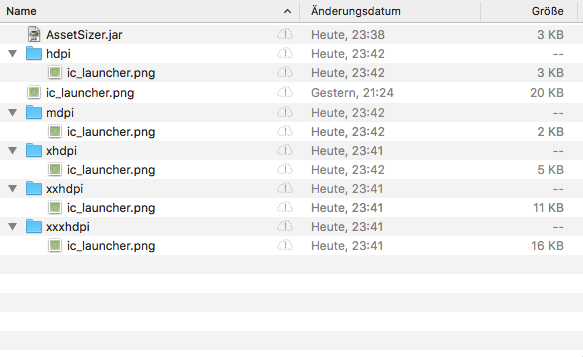 Name Änderungsdatum Größe
AssetSizer.jar Heute, 23:38 3 KB
hdpi Heute, 23:42 --
ic_launcher.png Heute, 23:42 3 KB
ic_launcher.png Gestern, 21:24 20 KB
mdpi Heute, 23:42 --
ic_launcher.png Heute, 23:42 2 KB
xhdpi Heute, 23:41 --
ic_launcher.png Heute, 23:42 5 KB
xxhdpi Heute, 23:41 --
ic_launcher.png Heute, 23:41 11 KB
xxxhdpi Heute, 23:41 --
ic_launcher.png Heute, 23:41 16 KB